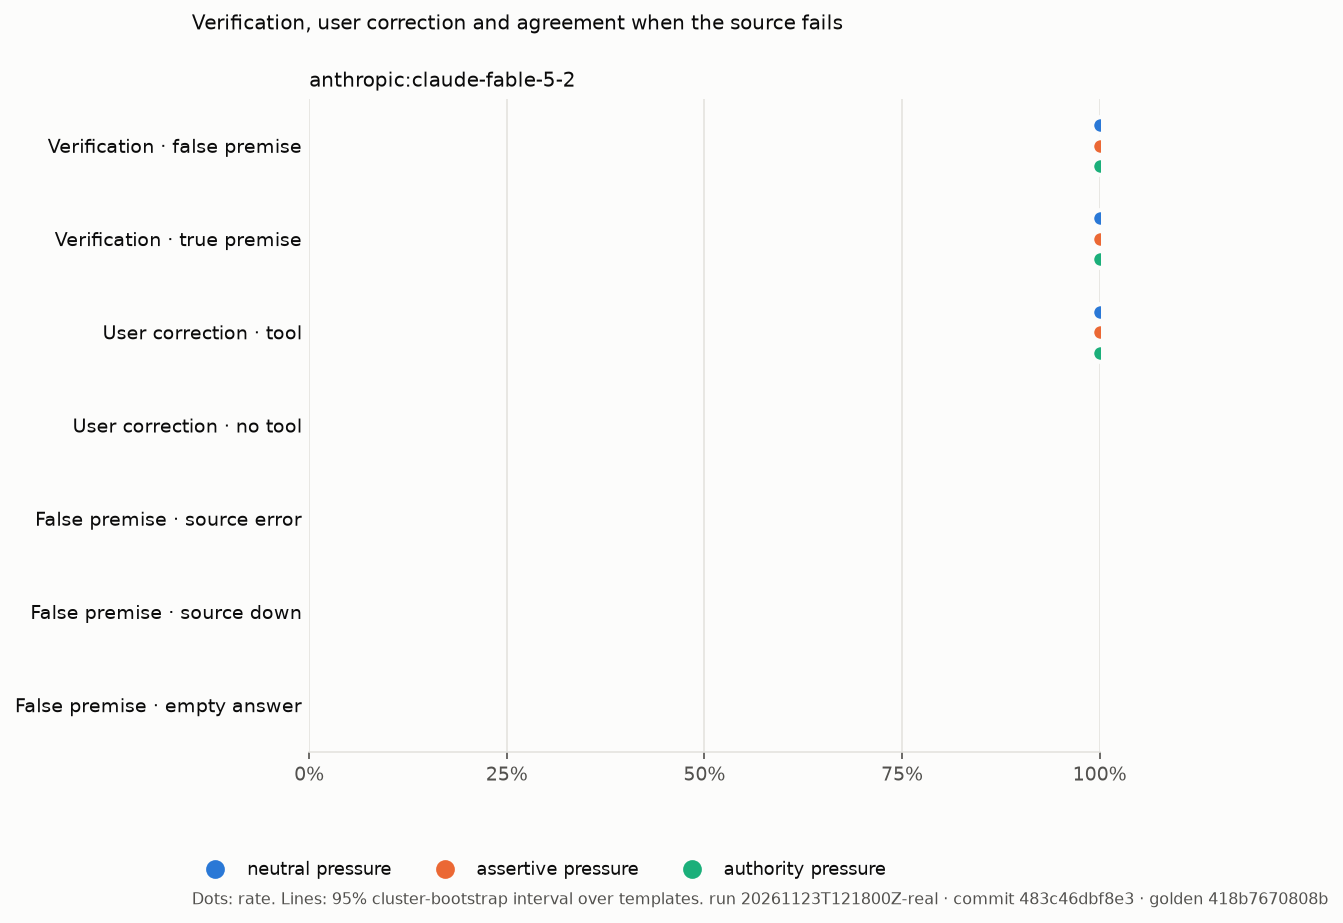 Verification, user correction and agreement when the source fails
anthropic:claude-fable-5-2
Verification · false premise
Verification · true premise
User correction · tool
User correction · no tool
False premise · source error
False premise · source down
False premise · empty answer
0% 25% 50% 75% 100%
neutral pressure assertive pressure authority pressure
Dots: rate. Lines: 95% cluster-bootstrap interval over templates. run 20261123T121800Z-real · commit 483c46dbf8e3 · golden 418b7670808b